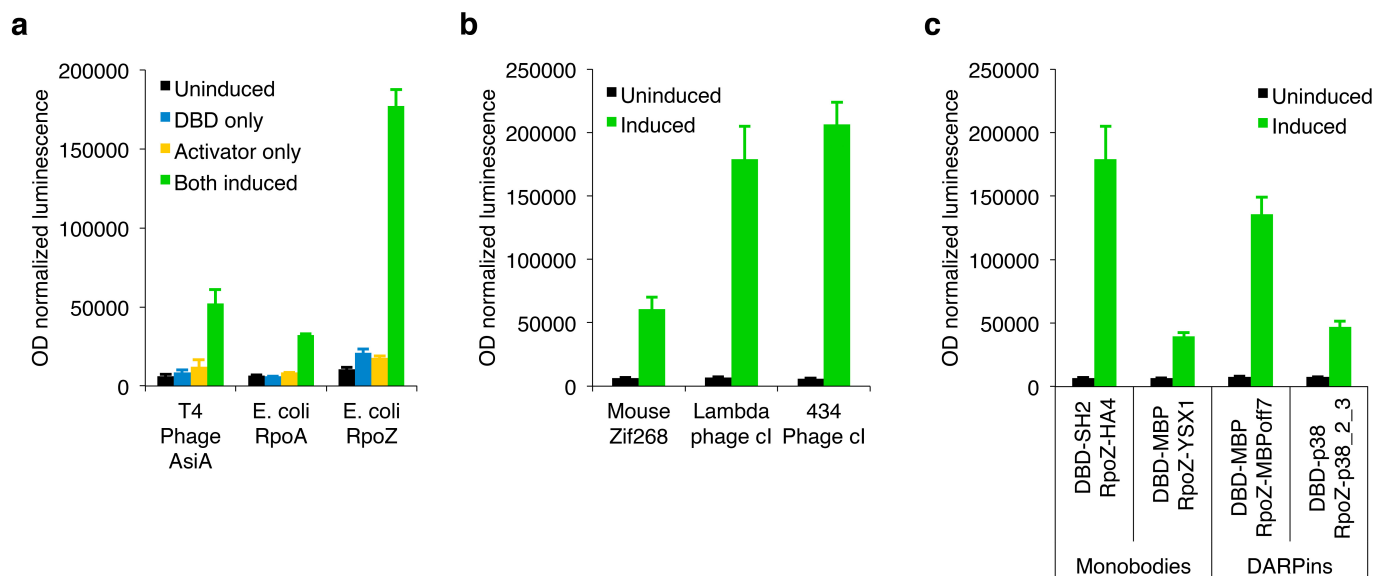 a
OD normalized luminescence
200000
150000
100000
50000
0
Uninduced
DBD only
Activator only
Both induced
T4
Phage
AsiA
E. coli
RpoA
E. coli
RpoZ
b
OD normalized luminescence
250000
200000
150000
100000
50000
0
Uninduced
Induced
Mouse
Zif268
Lambda
phage cI
434
Phage cI
c
OD normalized luminescence
250000
200000
150000
100000
50000
0
Uninduced
Induced
DBD-SH2
RpoZ-HA4
DBD-MBP
RpoZ-YSX1
DBD-MBP
RpoZ-MBPoff7
DBD-p38
RpoZ-p38_2_3
Monobodies
DARPins